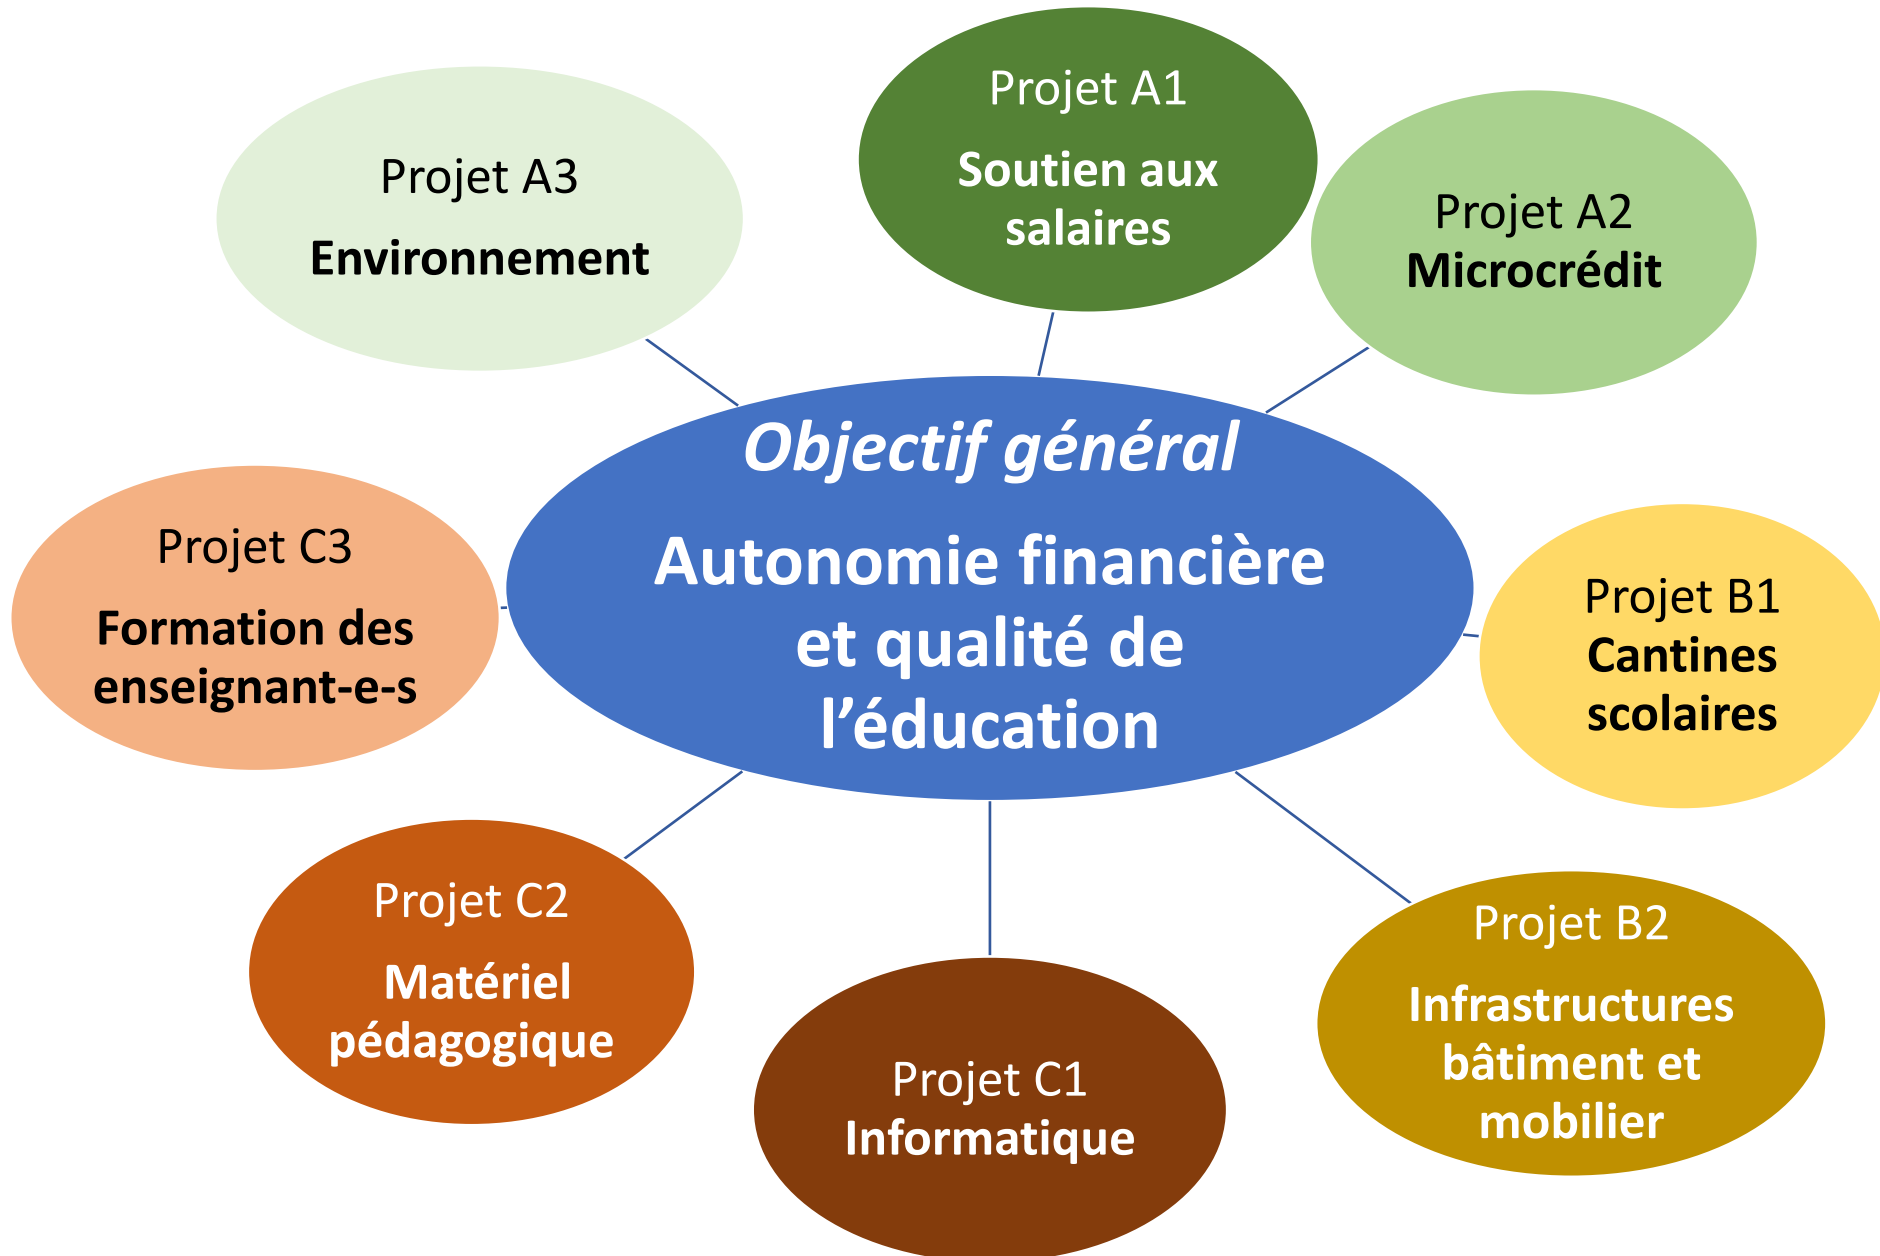 Projet A1
Soutien aux
salaires
Projet A2
Microcrédit
Projet A3
Environnement
Objectif général
Autonomie financière
et qualité de
l’éducation
Projet C3
Formation des
enseignant-e-s
Projet B1
Cantines
scolaires
Projet C2
Matériel
pédagogique
Projet B2
Infrastructures
bâtiment et
mobilier
Projet C1
Informatique